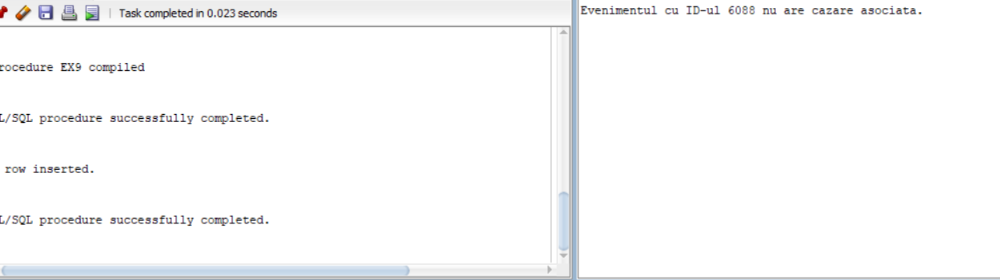 Task completed in 0.023 seconds
rocedure EX9 compiled
L/SQL procedure successfully completed.
row inserted.
L/SQL procedure successfully completed.
Evenimentul cu ID-ul 6088 nu are cazare asociata.